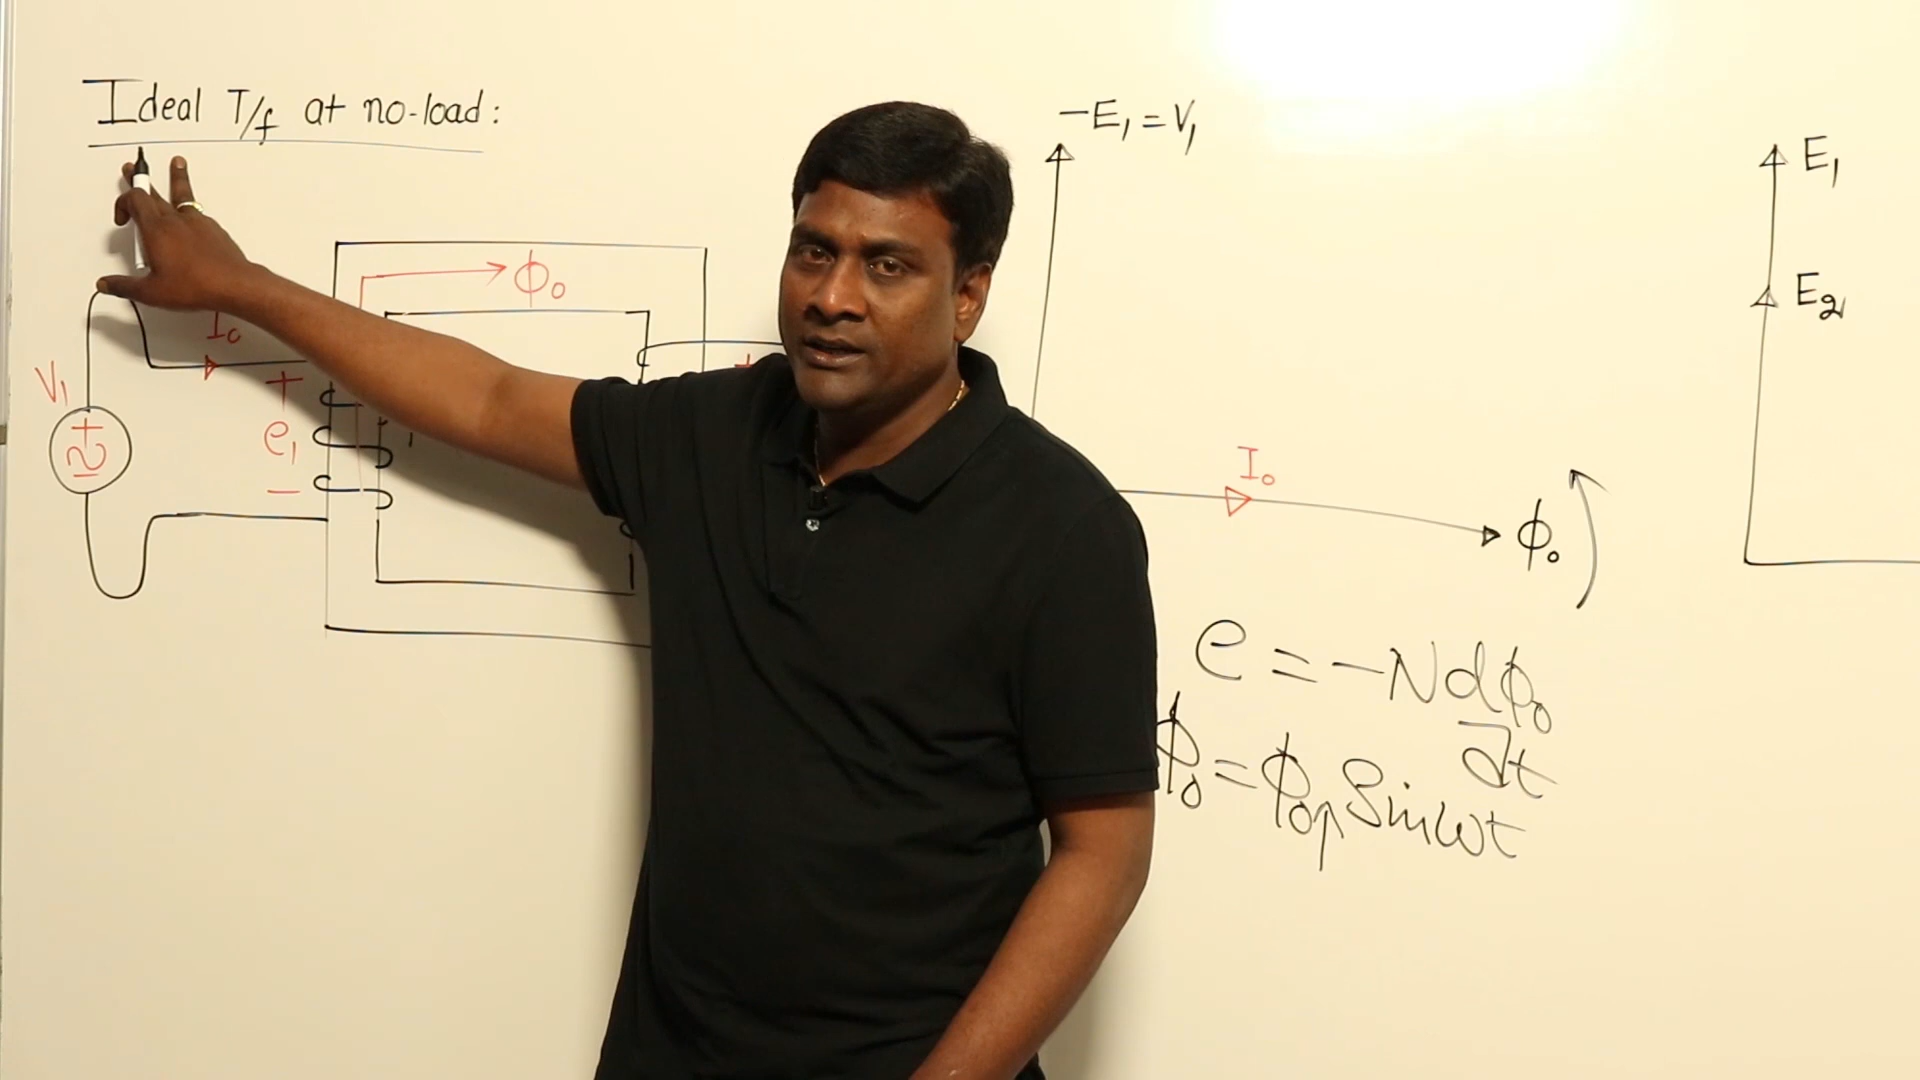 Ideal T/f at no-load:
-E₁ = V₁
E₁
E₂
ϕ₀
I₀
V₁
+
~
-
+
e₁
-
+
I₀
ϕ₀
e = -N dϕ₀/dt
ϕ₀ = ϕ₀p Sinωt